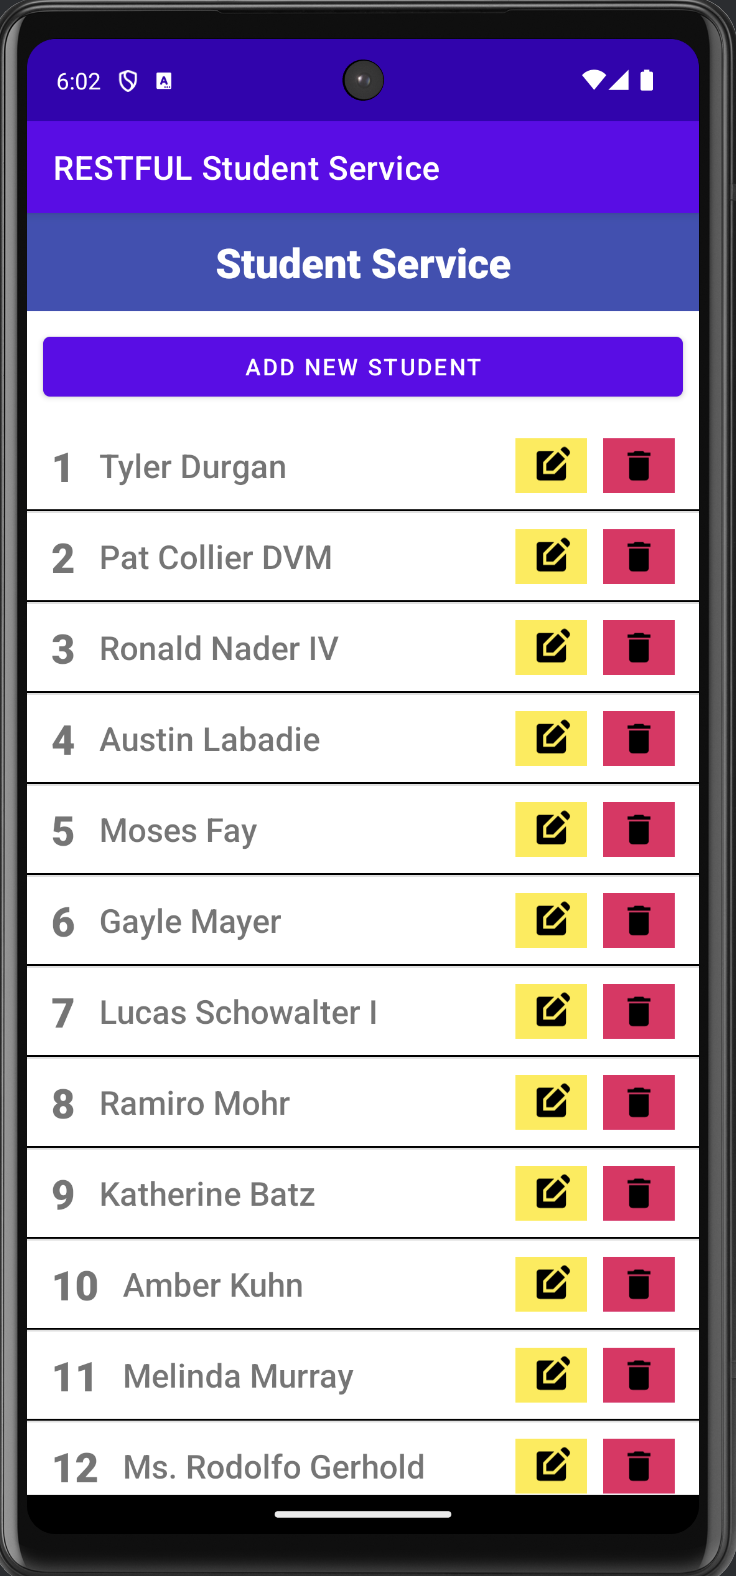 6:02
RESTFUL Student Service
Student Service
ADD NEW STUDENT
1 Tyler Durgan
2 Pat Collier DVM
3 Ronald Nader IV
4 Austin Labadie
5 Moses Fay
6 Gayle Mayer
7 Lucas Schowalter I
8 Ramiro Mohr
9 Katherine Batz
10 Amber Kuhn
11 Melinda Murray
12 Ms. Rodolfo Gerhold